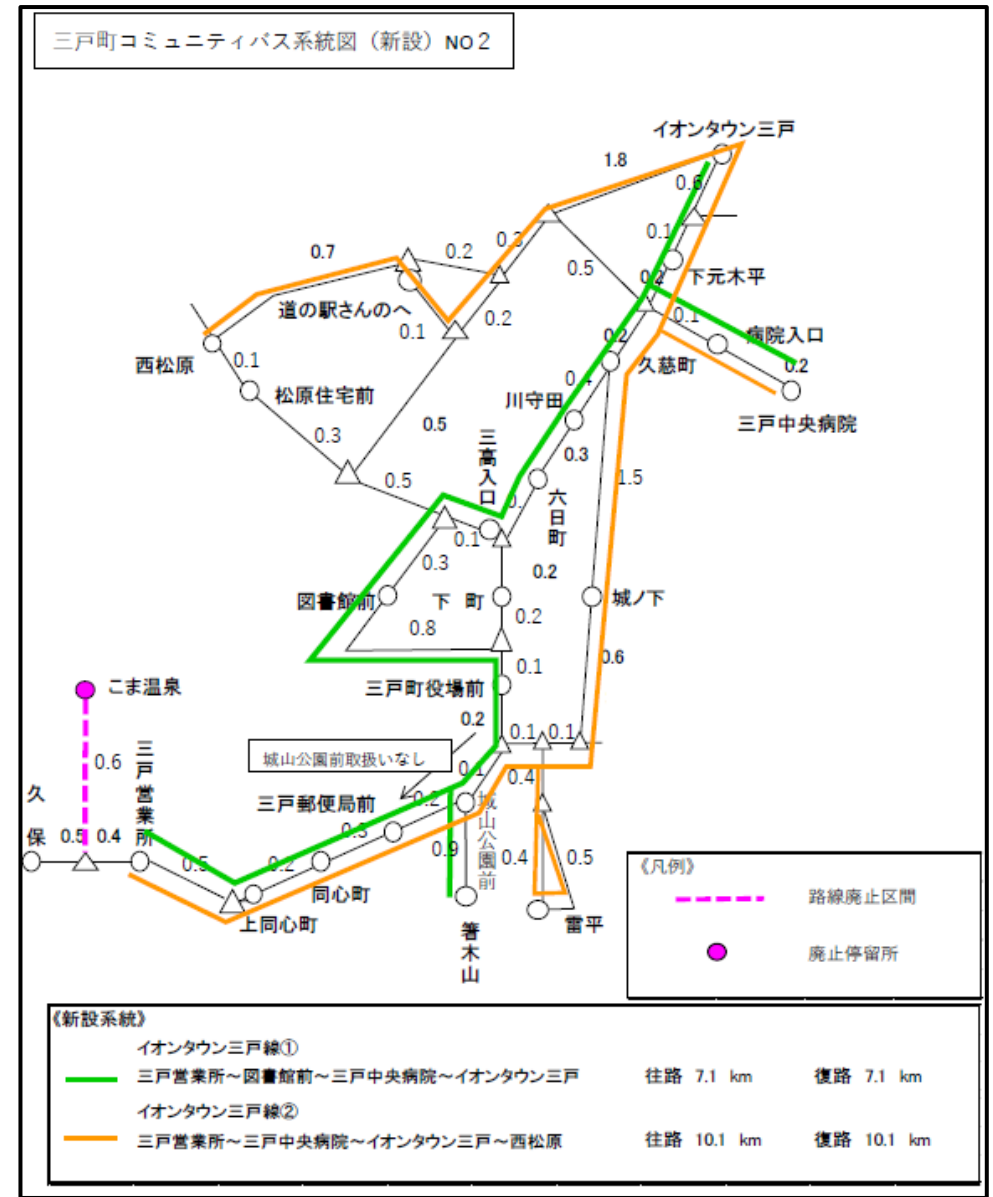 三戸町コミュニティバス系統図（新設）NO２
イオンタウン三戸
1.8
0.6
0.1
0.2
0.3
0.7
0.5
下元木平
0.2
道の駅さんのへ
0.1
0.2
0.1
病院入口
0.2
0.2
西松原
0.1
久慈町
松原住宅前
0.4
川守田
三戸中央病院
0.5
三高入口
0.3
0.3
0.5
1.5
六日町
0.1
0.3
0.2
図書館前
下町
城ノ下
0.8
0.2
0.1
0.6
三戸町役場前
こま温泉
0.2
0.1
0.1
城山公園前取扱いなし
0.6
三戸営業所
0.1
0.4
久保
三戸郵便局前
0.2
城山公園前
0.5
0.4
0.3
0.5
0.2
0.9
0.4
0.5
同心町
上同心町
箸木山
雷平
《凡例》
路線廃止区間
廃止停留所
《新設系統》
イオンタウン三戸線①
三戸営業所～図書館前～三戸中央病院～イオンタウン三戸 往路 7.1 km 復路 7.1 km
イオンタウン三戸線②
三戸営業所～三戸中央病院～イオンタウン三戸～西松原 往路 10.1 km 復路 10.1 km